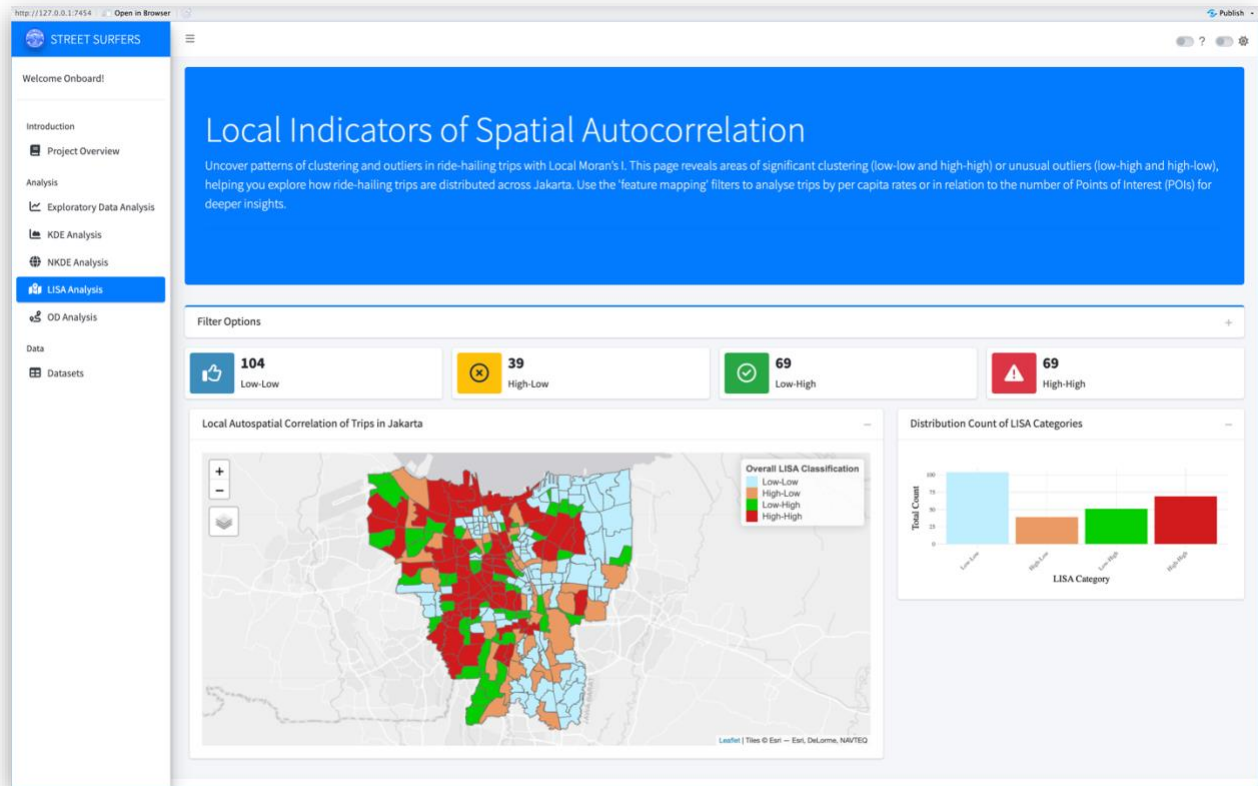 http://127.0.0.1:7454
Open in Browser
Publish
STREET SURFERS
?
Welcome Onboard!
Introduction
Project Overview
Analysis
Exploratory Data Analysis
KDE Analysis
NKDE Analysis
LISA Analysis
OD Analysis
Data
Datasets
Local Indicators of Spatial Autocorrelation
Uncover patterns of clustering and outliers in ride-hailing trips with Local Moran's I. This page reveals areas of significant clustering (low-low and high-high) or unusual outliers (low-high and high-low),
helping you explore how ride-hailing trips are distributed across Jakarta. Use the 'feature mapping' filters to analyse trips by per capita rates or in relation to the number of Points of Interest (POIs) for
deeper insights.
Filter Options
+
104
Low-Low
39
High-Low
69
Low-High
69
High-High
Local Autospatial Correlation of Trips in Jakarta
−
+
−
Overall LISA Classification
Low-Low
High-Low
Low-High
High-High
Leaflet | Tiles © Esri — Esri, DeLorme, NAVTEQ
Distribution Count of LISA Categories
−
Total Count
100
75
50
25
0
Low-Low
High-Low
Low-High
High-High
LISA Category